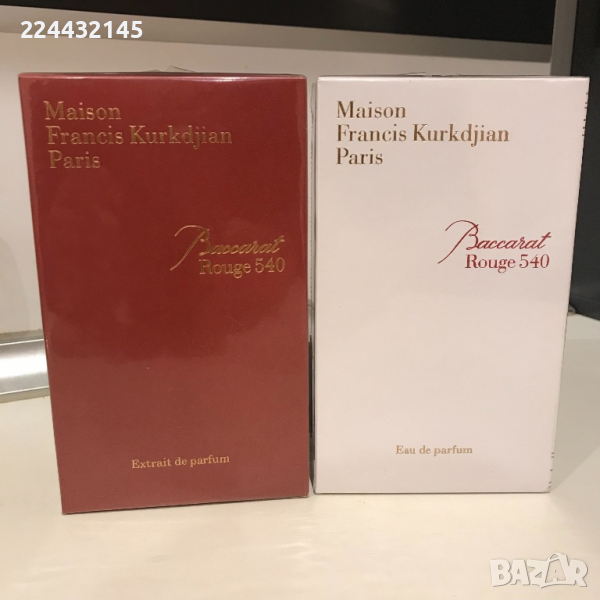 224432145
Maison
Francis Kurkdjian
Paris
Baccarat
Rouge 540
Extrait de parfum
Maison
Francis Kurkdjian
Paris
Baccarat
Rouge 540
Eau de parfum
BAZAR